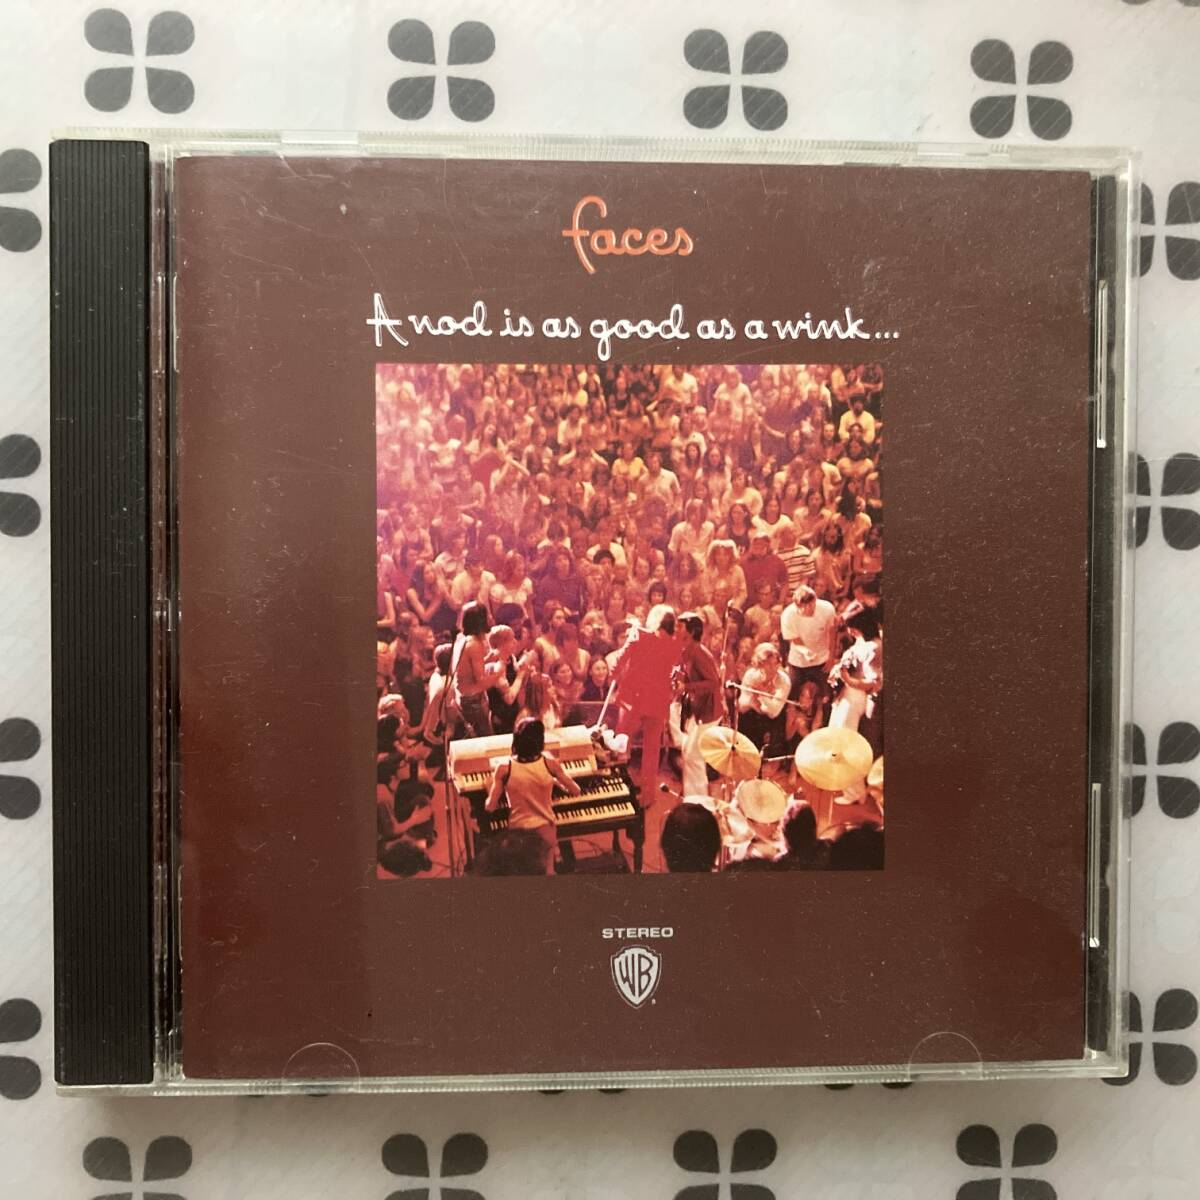 faces
A nod is as good as a wink...
STEREO
WB